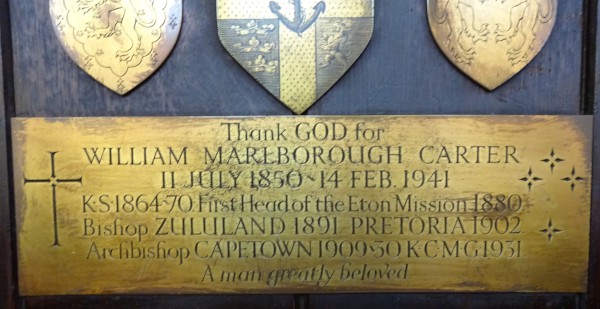 Thank GOD for
WILLIAM MARLBOROUGH CARTER
11 JULY 1850~14 FEB. 1941
K·S·1864-70. First Head of the Eton Mission 1880
Bishop ZULULAND 1891 PRETORIA 1902
Archbishop CAPETOWN 1909·30 K·C·M·G·1931
A man greatly beloved